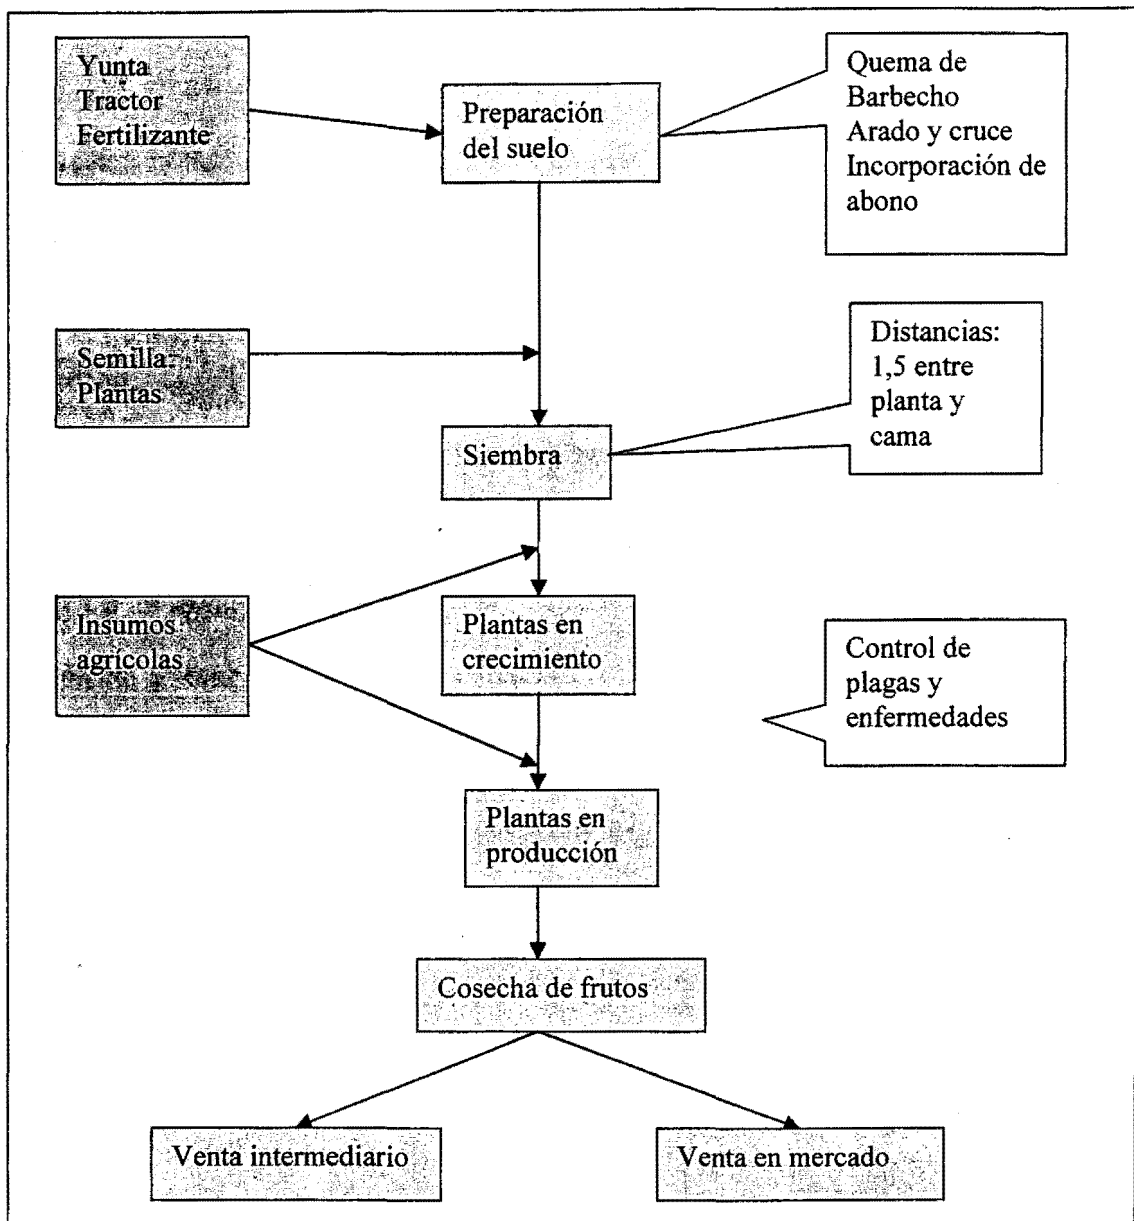 Yunta
Tractor
Fertilizante
Preparación
del suelo
Quema de
Barbecho
Arado y cruce
Incorporación de
abono
Semilla
Plantas
Distancias:
1,5 entre
planta y
cama
Siembra
Insumos
agrícolas
Plantas en
crecimiento
Control de
plagas y
enfermedades
Plantas en
producción
Cosecha de frutos
Venta intermediario
Venta en mercado